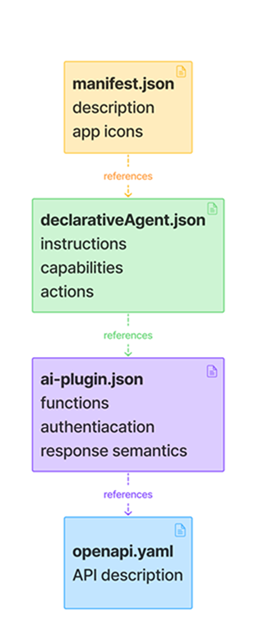 manifest.json
description
app icons
references
declarativeAgent.json
instructions
capabilities
actions
references
ai-plugin.json
functions
authentiacation
response semantics
references
openapi.yaml
API description